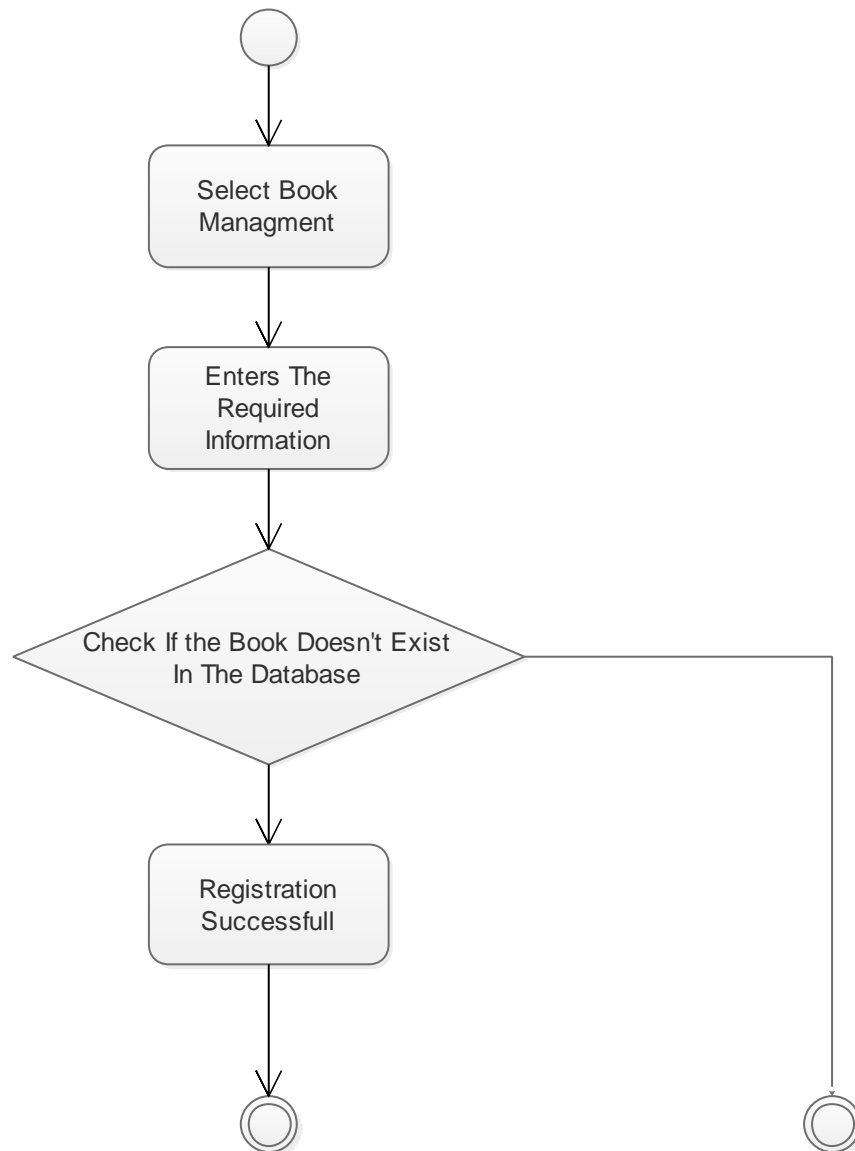 Select Book
Managment
Enters The
Required
Information
Check If the Book Doesn't Exist
In The Database
Registration
Successfull